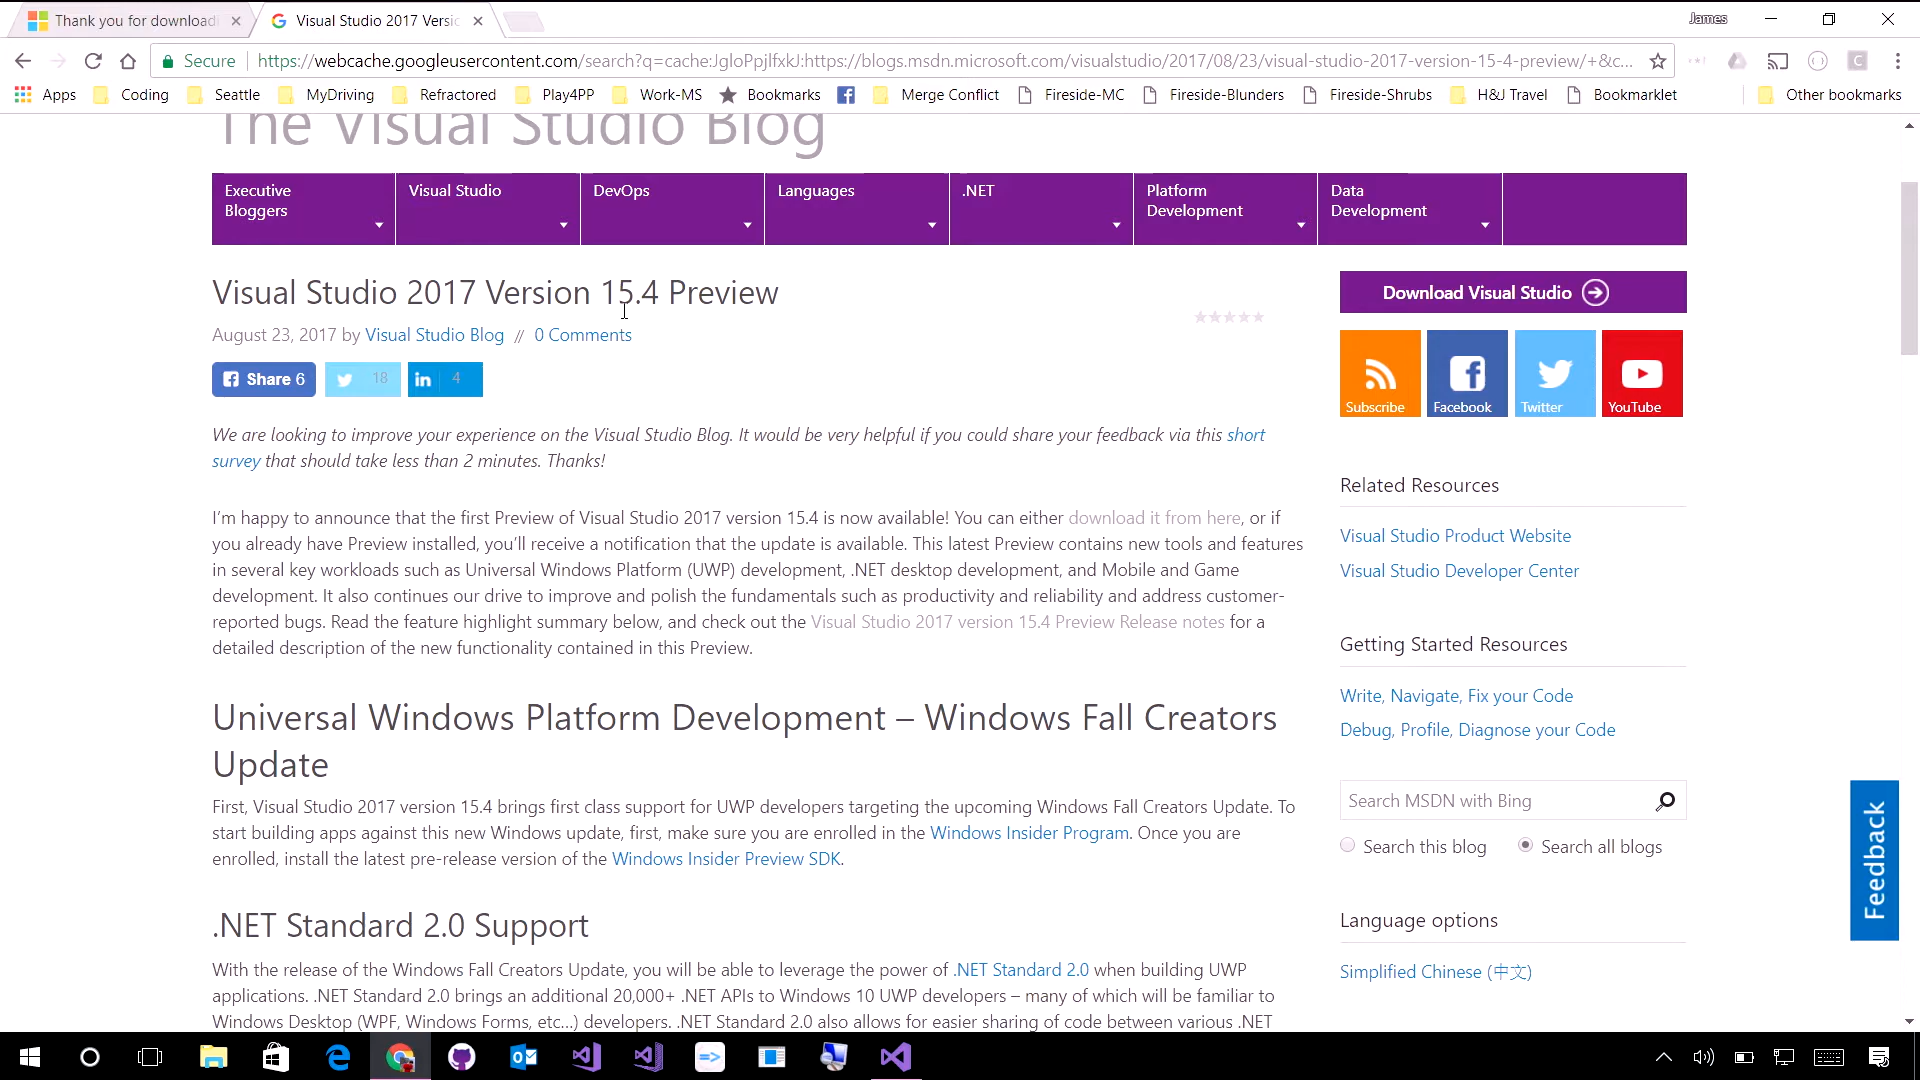 Thank you for downloadi
Visual Studio 2017 Versic
James
Secure
https://webcache.googleusercontent.com/search?q=cache:JgloPpjlfxkJ:https://blogs.msdn.microsoft.com/visualstudio/2017/08/23/visual-studio-2017-version-15-4-preview/+&c...
Apps
Coding
Seattle
MyDriving
Refractored
Play4PP
Work-MS
Bookmarks
Merge Conflict
Fireside-MC
Fireside-Blunders
Fireside-Shrubs
H&J Travel
Bookmarklet
Other bookmarks
The Visual Studio Blog
Executive
Bloggers
Visual Studio
DevOps
Languages
.NET
Platform
Development
Data
Development
Visual Studio 2017 Version 15.4 Preview
August 23, 2017 by Visual Studio Blog // 0 Comments
Share 6
18
in 4
We are looking to improve your experience on the Visual Studio Blog. It would be very helpful if you could share your feedback via this short
survey that should take less than 2 minutes. Thanks!
I'm happy to announce that the first Preview of Visual Studio 2017 version 15.4 is now available! You can either download it from here, or if
you already have Preview installed, you'll receive a notification that the update is available. This latest Preview contains new tools and features
in several key workloads such as Universal Windows Platform (UWP) development, .NET desktop development, and Mobile and Game
development. It also continues our drive to improve and polish the fundamentals such as productivity and reliability and address customer-
reported bugs. Read the feature highlight summary below, and check out the Visual Studio 2017 version 15.4 Preview Release notes for a
detailed description of the new functionality contained in this Preview.
Universal Windows Platform Development – Windows Fall Creators
Update
First, Visual Studio 2017 version 15.4 brings first class support for UWP developers targeting the upcoming Windows Fall Creators Update. To
start building apps against this new Windows update, first, make sure you are enrolled in the Windows Insider Program. Once you are
enrolled, install the latest pre-release version of the Windows Insider Preview SDK.
.NET Standard 2.0 Support
With the release of the Windows Fall Creators Update, you will be able to leverage the power of .NET Standard 2.0 when building UWP
applications. .NET Standard 2.0 brings an additional 20,000+ .NET APIs to Windows 10 UWP developers – many of which will be familiar to
Windows Desktop (WPF, Windows Forms, etc...) developers. .NET Standard 2.0 also allows for easier sharing of code between various .NET
Download Visual Studio
Subscribe
Facebook
Twitter
YouTube
Related Resources
Visual Studio Product Website
Visual Studio Developer Center
Getting Started Resources
Write, Navigate, Fix your Code
Debug, Profile, Diagnose your Code
Search MSDN with Bing
Search this blog
Search all blogs
Language options
Simplified Chinese (中文)
Feedback